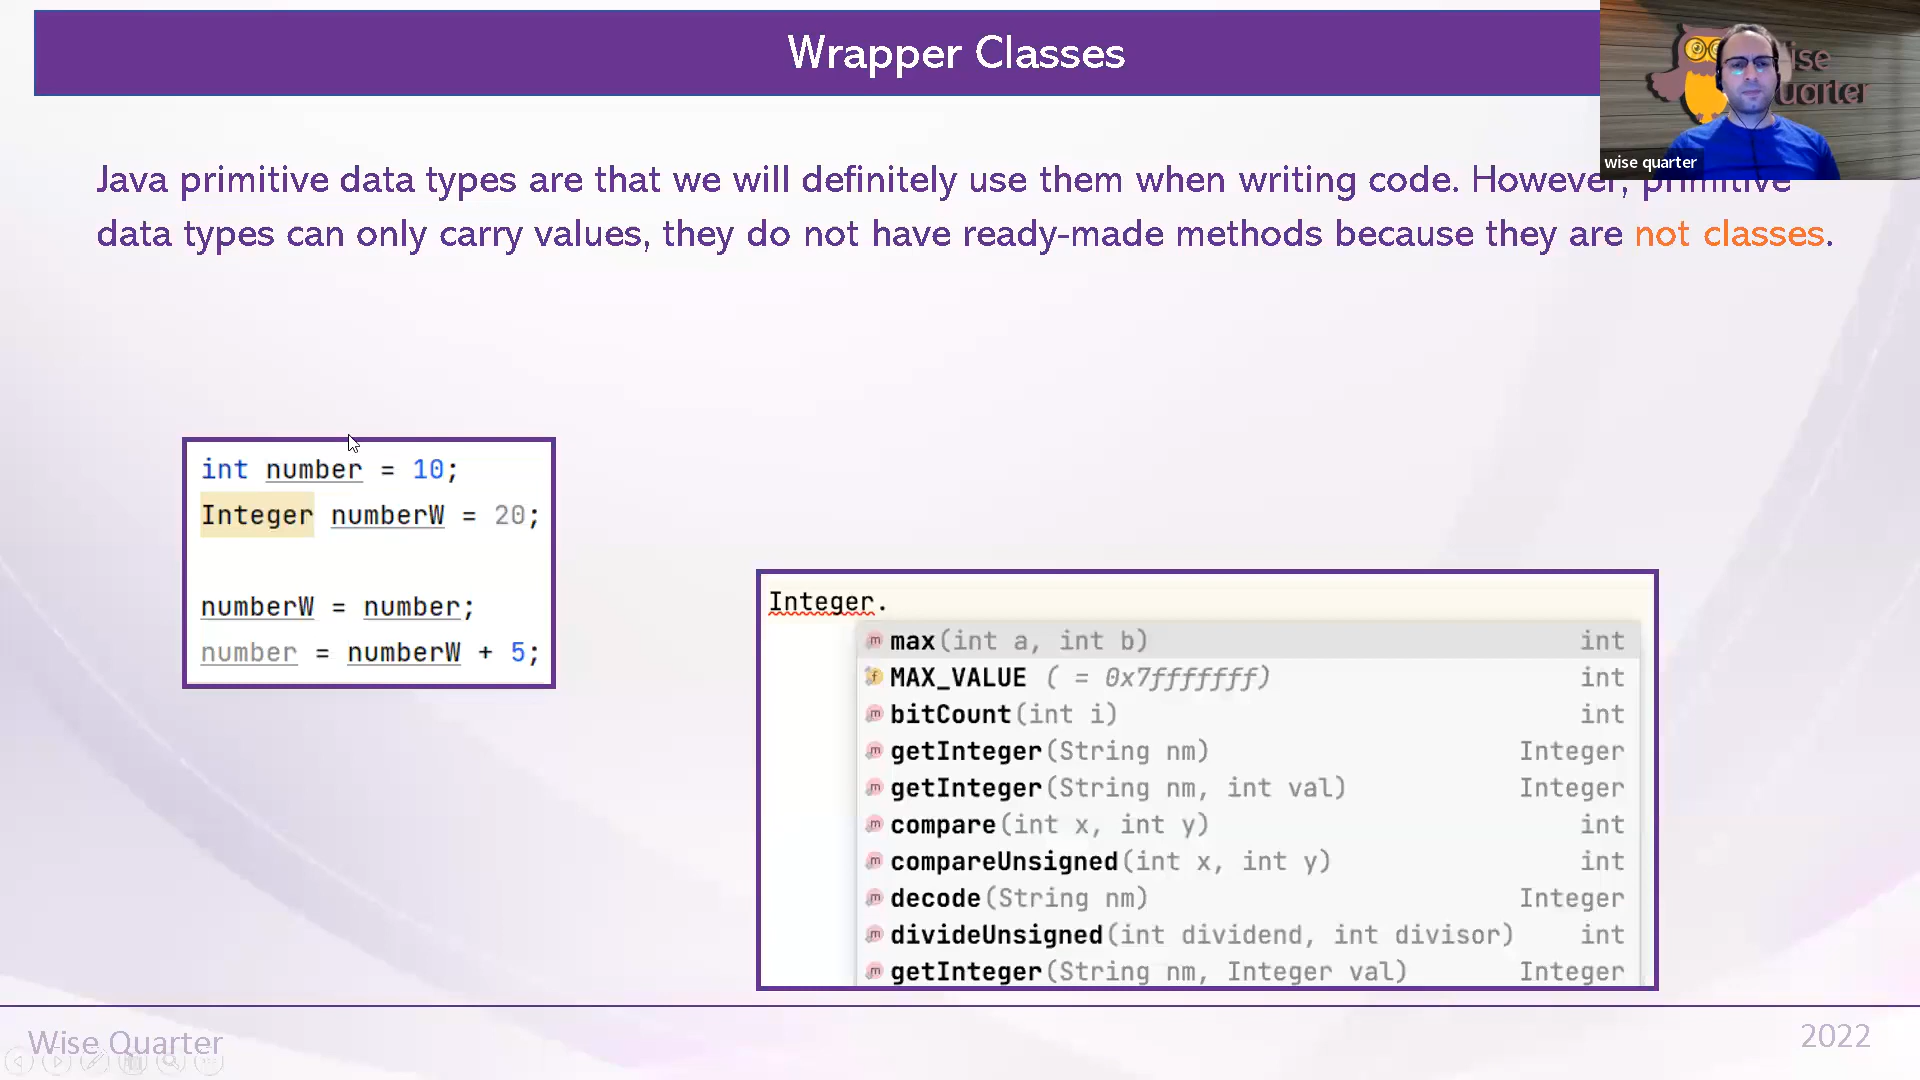 Wrapper Classes
wise quarter
Java primitive data types are that we will definitely use them when writing code. However, primitive
data types can only carry values, they do not have ready-made methods because they are not classes.
int number = 10;
Integer numberW = 20;
numberW = number;
number = numberW + 5;
Integer.
max(int a, int b) int
MAX_VALUE ( = 0x7fffffff) int
bitCount(int i) int
getInteger(String nm) Integer
getInteger(String nm, int val) Integer
compare(int x, int y) int
compareUnsigned(int x, int y) int
decode(String nm) Integer
divideUnsigned(int dividend, int divisor) int
getInteger(String nm, Integer val) Integer
Wise Quarter
2022